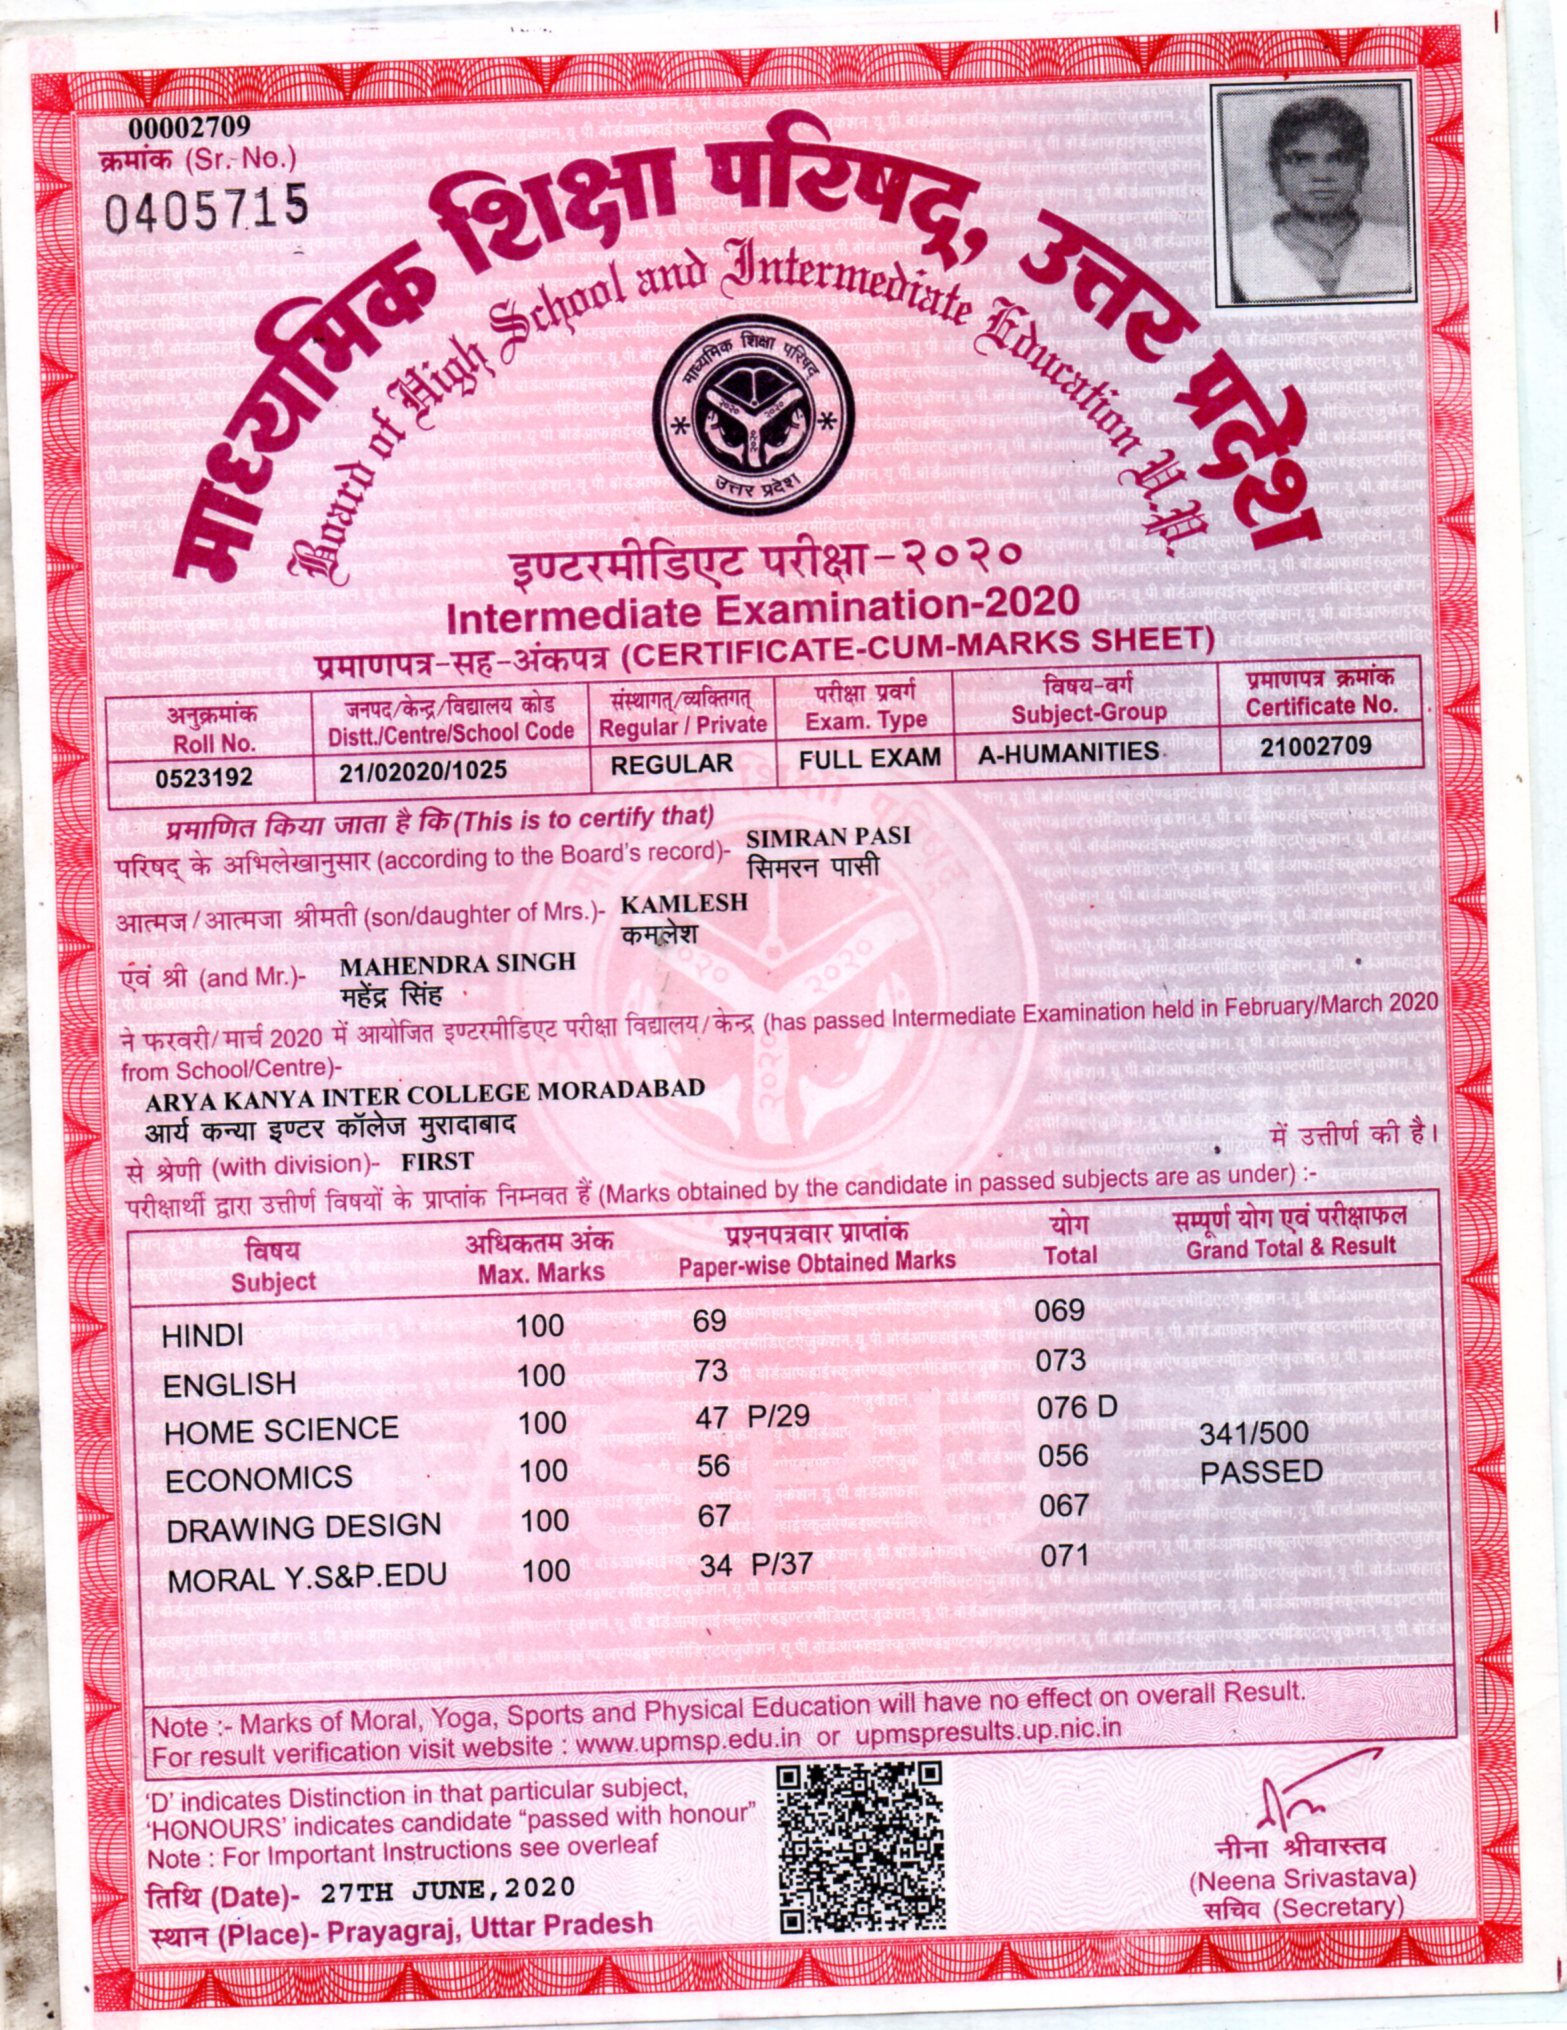 00002709
क्रमांक (Sr. No.)
0405715
माध्यमिक शिक्षा परिषद्, उत्तर प्रदेश
Board of High School and Intermediate Education U.P.
माध्यमिक शिक्षा परिषद्
उत्तर प्रदेश
इण्टरमीडिएट परीक्षा-२०२०
Intermediate Examination-2020
प्रमाणपत्र-सह-अंकपत्र (CERTIFICATE-CUM-MARKS SHEET)
अनुक्रमांक जनपद/केन्द्र/विद्यालय कोड संस्थागत्/व्यक्तिगत् परीक्षा प्रवर्ग विषय-वर्ग प्रमाणपत्र क्रमांक
Roll No. Distt./Centre/School Code Regular / Private Exam. Type Subject-Group Certificate No.
0523192 21/02020/1025 REGULAR FULL EXAM A-HUMANITIES 21002709
प्रमाणित किया जाता है कि (This is to certify that)
परिषद् के अभिलेखानुसार (according to the Board's record)- SIMRAN PASI
सिमरन पासी
आत्मज/आत्मजा श्रीमती (son/daughter of Mrs.)- KAMLESH
कमलेश
एवं श्री (and Mr.)- MAHENDRA SINGH
महेंद्र सिंह
ने फरवरी/मार्च 2020 में आयोजित इण्टरमीडिएट परीक्षा विद्यालय/केन्द्र (has passed Intermediate Examination held in February/March 2020
from School/Centre)-
ARYA KANYA INTER COLLEGE MORADABAD
आर्य कन्या इण्टर कॉलेज मुरादाबाद
में उत्तीर्ण की है।
से श्रेणी (with division)- FIRST
परीक्षार्थी द्वारा उत्तीर्ण विषयों के प्राप्तांक निम्नवत हैं (Marks obtained by the candidate in passed subjects are as under) :-
विषय अधिकतम अंक प्रश्नपत्रवार प्राप्तांक योग सम्पूर्ण योग एवं परीक्षाफल
Subject Max. Marks Paper-wise Obtained Marks Total Grand Total & Result
HINDI 100 69 069
ENGLISH 100 73 073
HOME SCIENCE 100 47 P/29 076 D
341/500
ECONOMICS 100 56 056
PASSED
DRAWING DESIGN 100 67 067
MORAL Y.S&P.EDU 100 34 P/37 071
Note :- Marks of Moral, Yoga, Sports and Physical Education will have no effect on overall Result.
For result verification visit website : www.upmsp.edu.in or upmspresults.up.nic.in
'D' indicates Distinction in that particular subject,
'HONOURS' indicates candidate "passed with honour"
Note : For Important Instructions see overleaf
तिथि (Date)- 27TH JUNE,2020
स्थान (Place)- Prayagraj, Uttar Pradesh
नीना श्रीवास्तव
(Neena Srivastava)
सचिव (Secretary)